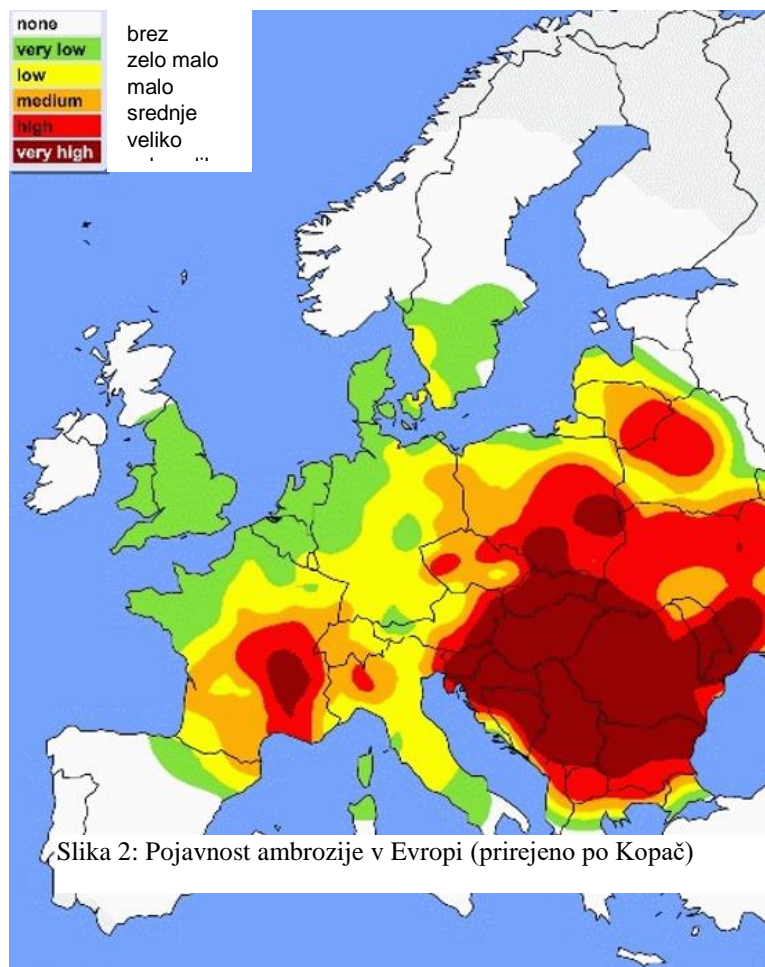 none
very low
low
medium
high
very high
brez
zelo malo
malo
srednje
veliko
Slika 2: Pojavnost ambrozije v Evropi (prirejeno po Kopač)